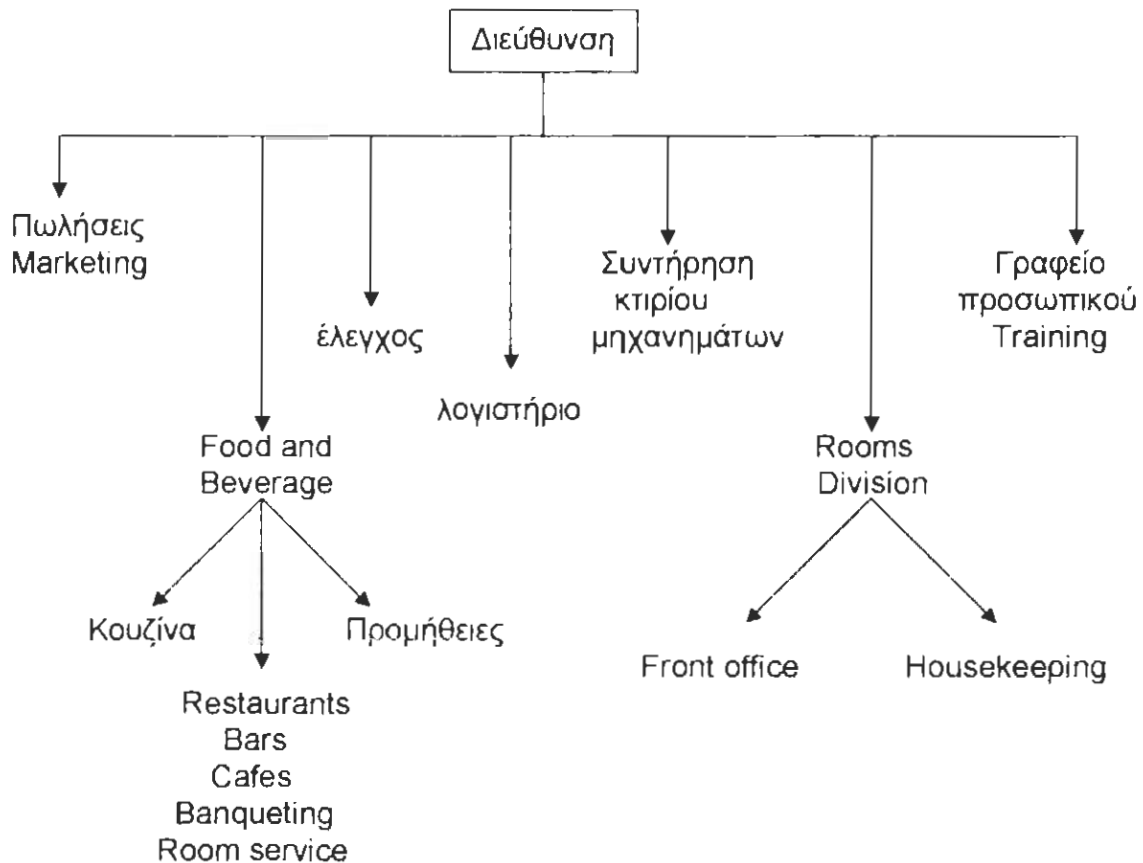 Διεύθυνση
Πωλήσεις
Marketing
έλεγχος
λογιστήριο
Συντήρηση
κτιρίου
μηχανημάτων
Γραφείο
προσωπικού
Training
Food and
Beverage
Rooms
Division
Κουζίνα
Προμήθειες
Restaurants
Bars
Cafes
Banqueting
Room service
Front office
Housekeeping